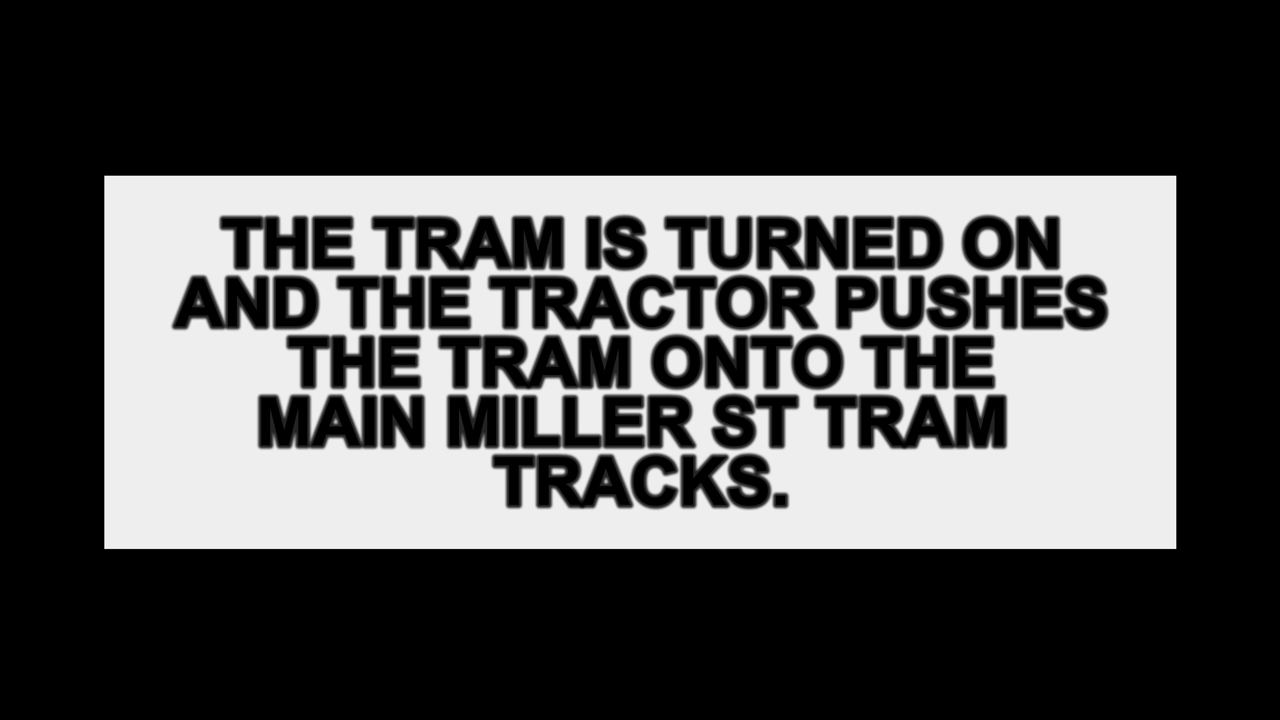 THE TRAM IS TURNED ON
AND THE TRACTOR PUSHES
THE TRAM ONTO THE
MAIN MILLER ST TRAM
TRACKS.